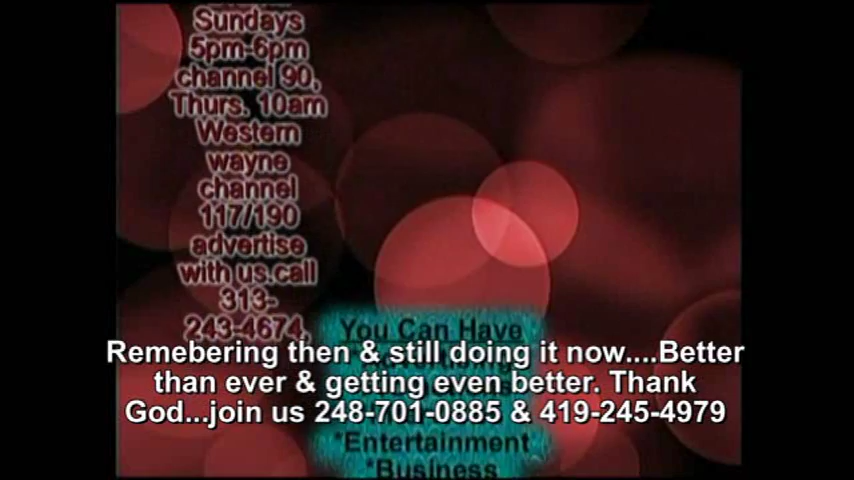 Sundays
5pm-6pm
channel 90,
Thurs. 10am
Western
wayne
channel
117/190
advertise
with us.call
313-
243-4674,
You Can Have
Remebering then & still doing it now....Better
than ever & getting even better. Thank
God...join us 248-701-0885 & 419-245-4979
*Entertainment
*Business